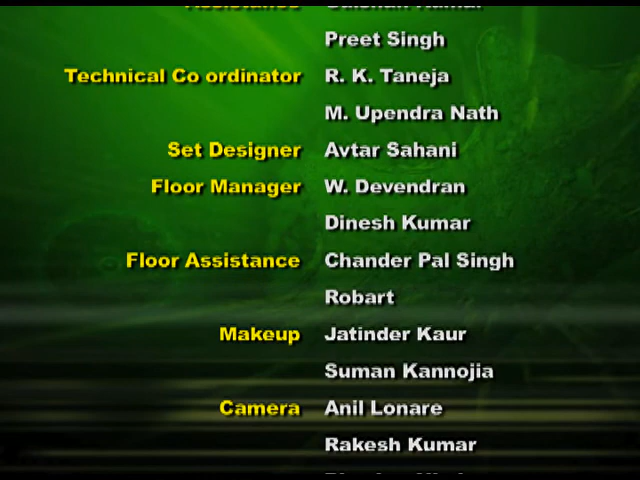 Assistance
Preet Singh
Technical Co ordinator R. K. Taneja
M. Upendra Nath
Set Designer Avtar Sahani
Floor Manager W. Devendran
Dinesh Kumar
Floor Assistance Chander Pal Singh
Robart
Makeup Jatinder Kaur
Suman Kannojia
Camera Anil Lonare
Rakesh Kumar